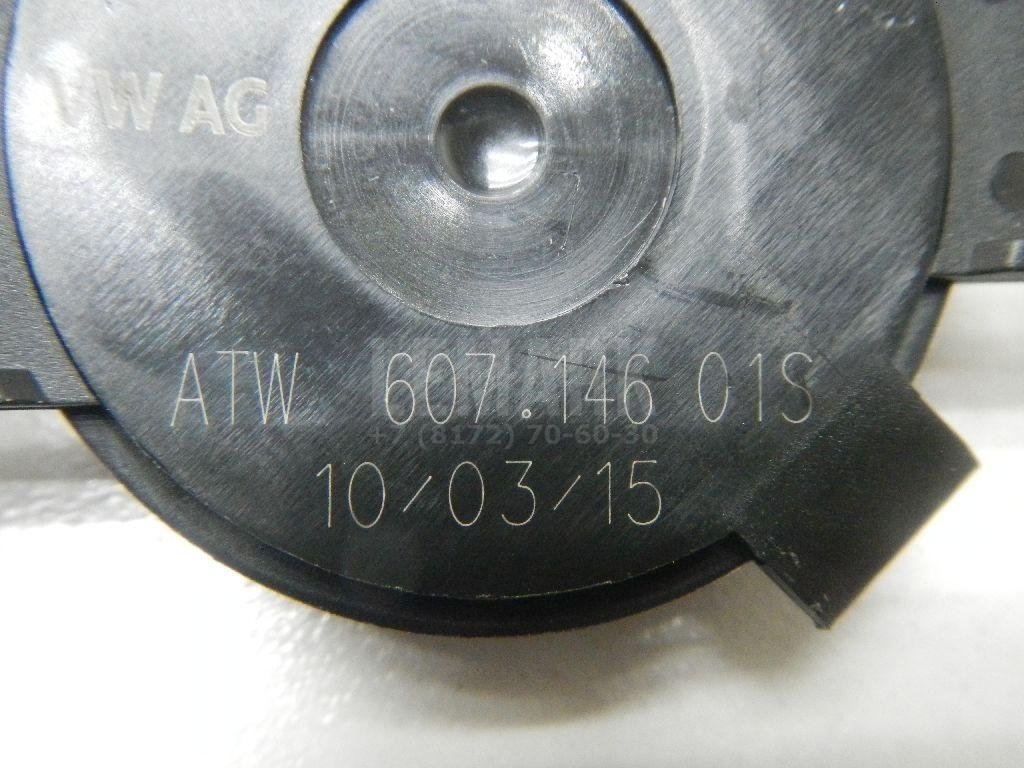 VW AG
ATW 607.146 01S
+7 (8172) 70-60-30
10/03/15